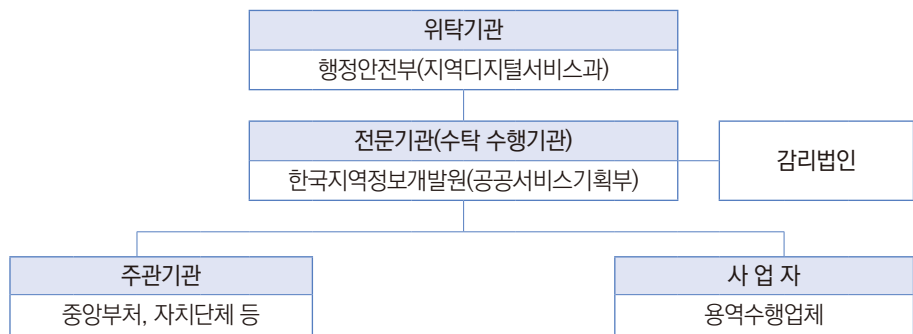 위탁기관
행정안전부(지역디지털서비스과)
전문기관(수탁 수행기관)
한국지역정보개발원(공공서비스기획부)
감리법인
주관기관
중앙부처, 자치단체 등
사 업 자
용역수행업체